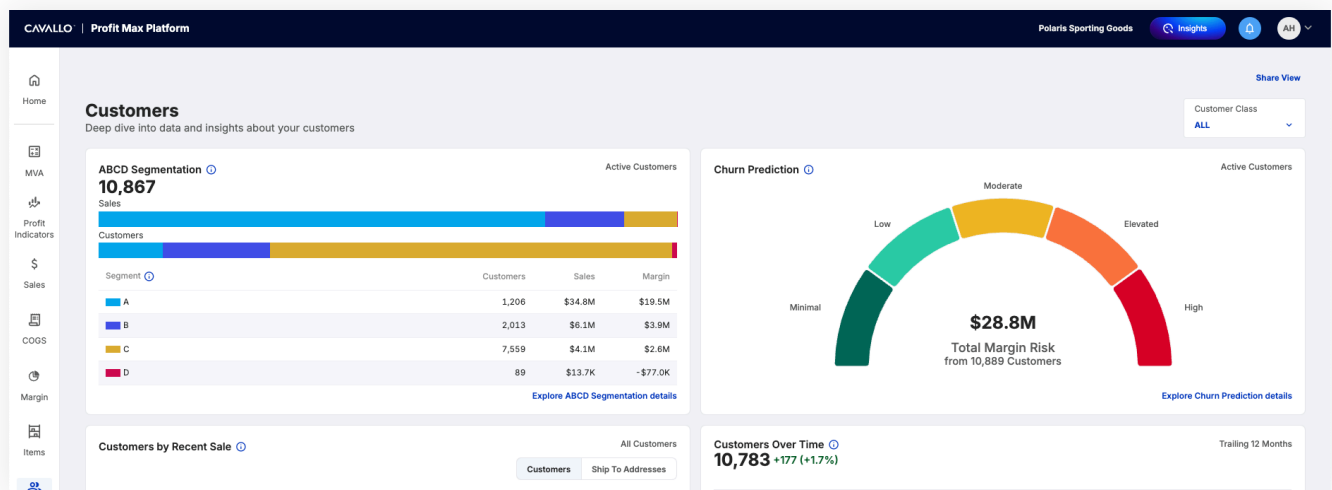 CAVALLO | Profit Max Platform
Polaris Sporting Goods
Insights
AH
Home
MVA
Profit
Indicators
Sales
COGS
Margin
Items
Share View
Customers
Deep dive into data and insights about your customers
Customer Class
ALL
ABCD Segmentation
Active Customers
10,867
Sales
Customers
Segment Customers Sales Margin
A 1,206 $34.8M $19.5M
B 2,013 $6.1M $3.9M
C 7,559 $4.1M $2.6M
D 89 $13.7K -$77.0K
Explore ABCD Segmentation details
Churn Prediction
Active Customers
Moderate
Low
Elevated
Minimal
High
$28.8M
Total Margin Risk
from 10,889 Customers
Explore Churn Prediction details
Customers by Recent Sale
All Customers
Customers Ship To Addresses
Customers Over Time
Trailing 12 Months
10,783 +177 (+1.7%)